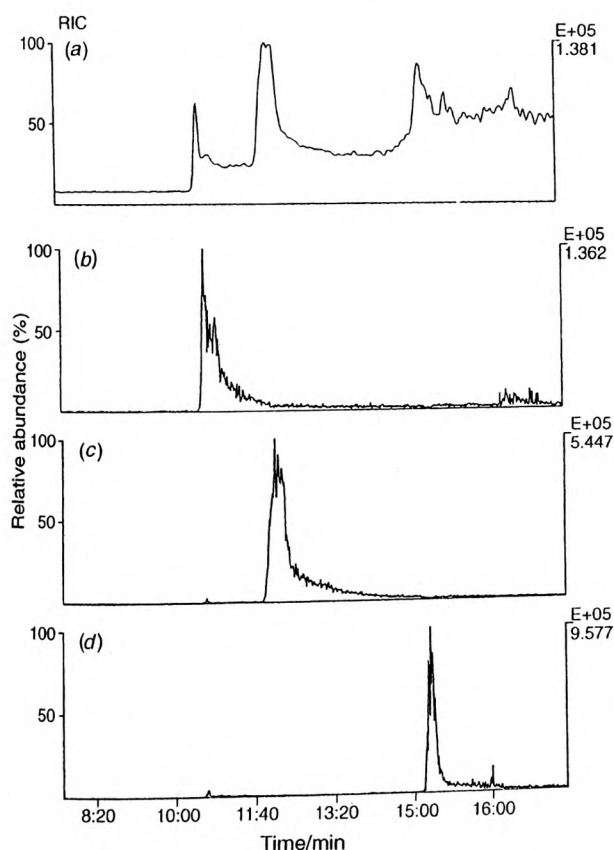 RIC
(a)
E+05
1.381
100
50
(b)
E+05
1.362
100
50
Relative abundance (%)
(c)
E+05
5.447
100
50
(d)
E+05
9.577
100
50
8:20 10:00 11:40 13:20 15:00 16:00
Time/min